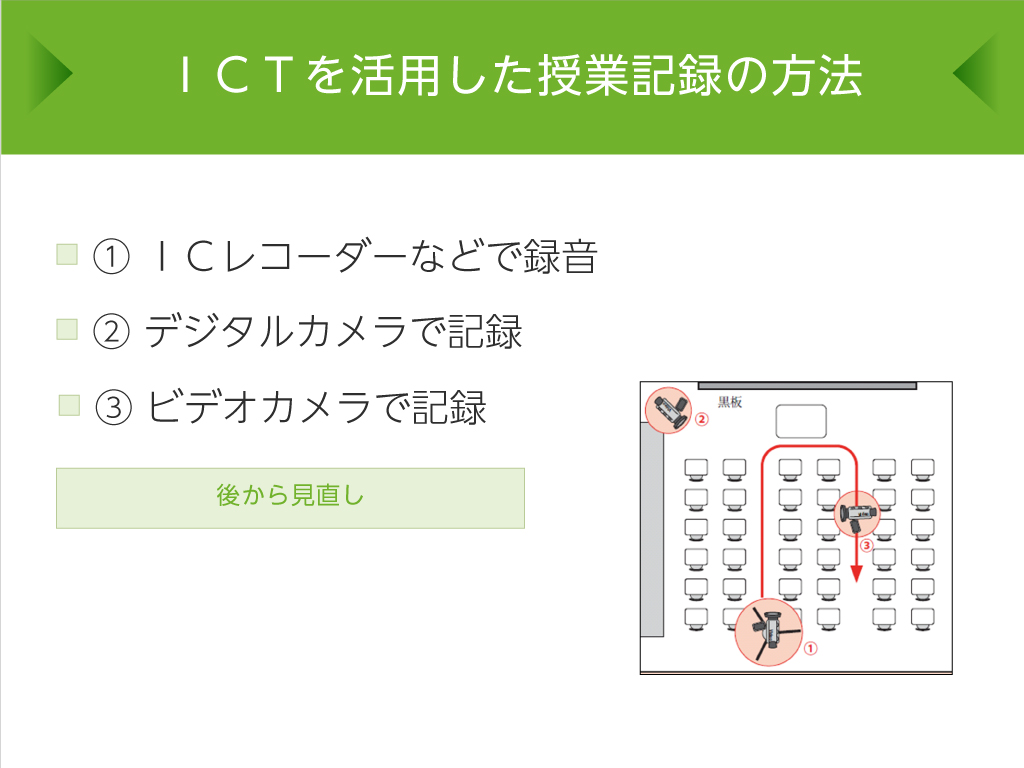 ＩＣＴを活用した授業記録の方法
① ＩＣレコーダーなどで録音
② デジタルカメラで記録
③ ビデオカメラで記録
後から見直し
黒板
②
③
①